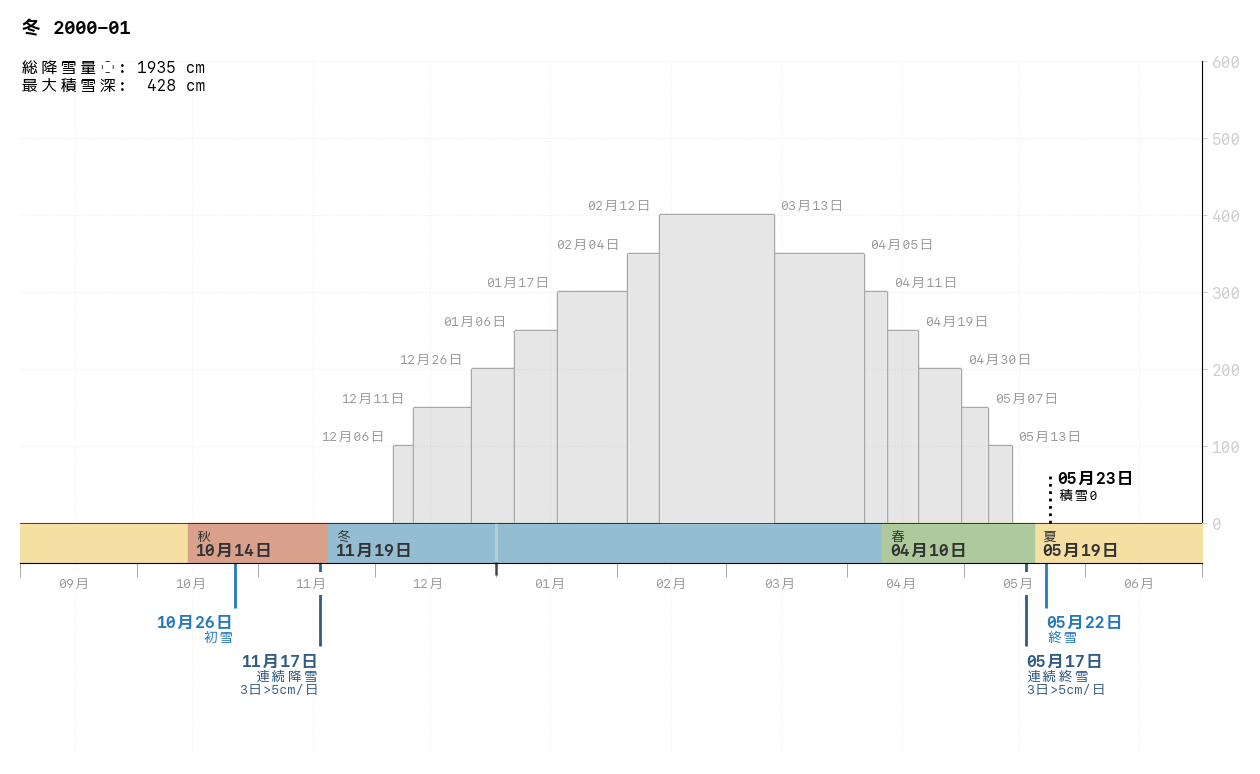 冬 2000-01
総降雪量: 1935 cm
最大積雪深: 428 cm
600
500
400
300
200
100
0
02月12日
03月13日
02月04日
04月05日
01月17日
04月11日
01月06日
04月19日
12月26日
04月30日
12月11日
05月07日
12月06日
05月13日
05月23日
積雪0
秋
10月14日
冬
11月19日
春
04月10日
夏
05月19日
09月
10月
11月
12月
01月
02月
03月
04月
05月
06月
10月26日
初雪
11月17日
連続降雪
3日>5cm/日
05月22日
終雪
05月17日
連続終雪
3日>5cm/日